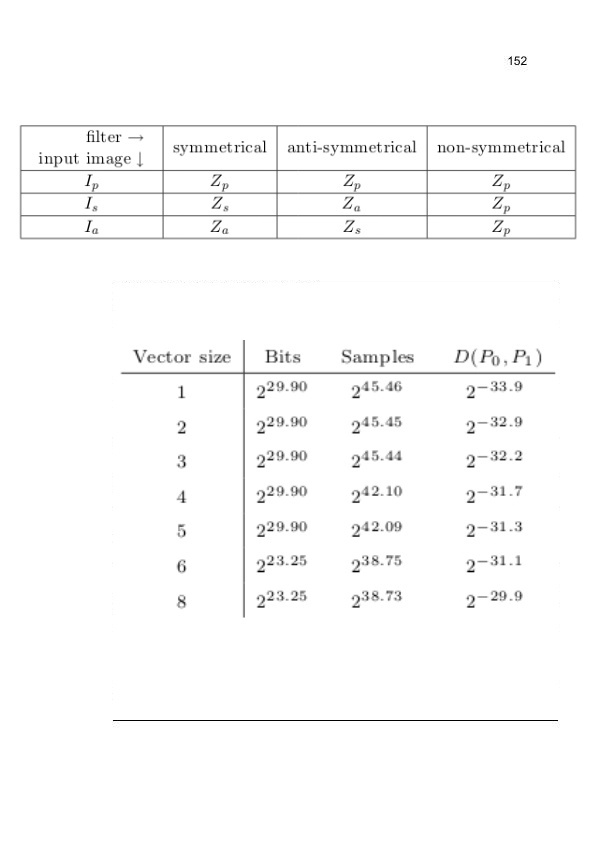 152
filter → symmetrical anti-symmetrical non-symmetrical
input image ↓
I_p Z_p Z_p Z_p
I_s Z_s Z_a Z_p
I_a Z_a Z_s Z_p
Vector size Bits Samples D(P_0, P_1)
1 2^29.90 2^45.46 2^−33.9
2 2^29.90 2^45.45 2^−32.9
3 2^29.90 2^45.44 2^−32.2
4 2^29.90 2^42.10 2^−31.7
5 2^29.90 2^42.09 2^−31.3
6 2^23.25 2^38.75 2^−31.1
8 2^23.25 2^38.73 2^−29.9